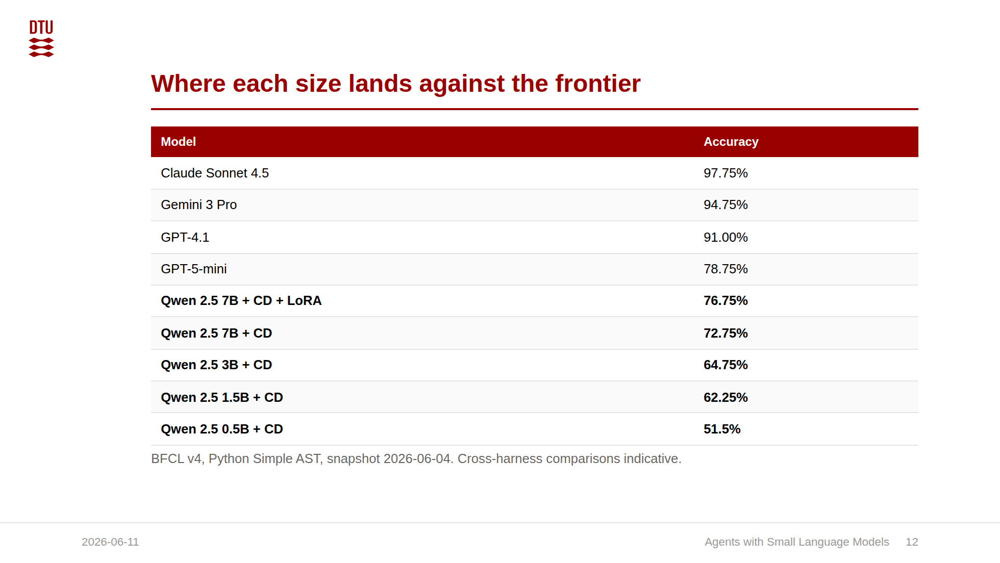 DTU
Where each size lands against the frontier
Model Accuracy
Claude Sonnet 4.5 97.75%
Gemini 3 Pro 94.75%
GPT-4.1 91.00%
GPT-5-mini 78.75%
Qwen 2.5 7B + CD + LoRA 76.75%
Qwen 2.5 7B + CD 72.75%
Qwen 2.5 3B + CD 64.75%
Qwen 2.5 1.5B + CD 62.25%
Qwen 2.5 0.5B + CD 51.5%
BFCL v4, Python Simple AST, snapshot 2026-06-04. Cross-harness comparisons indicative.
2026-06-11 Agents with Small Language Models 12